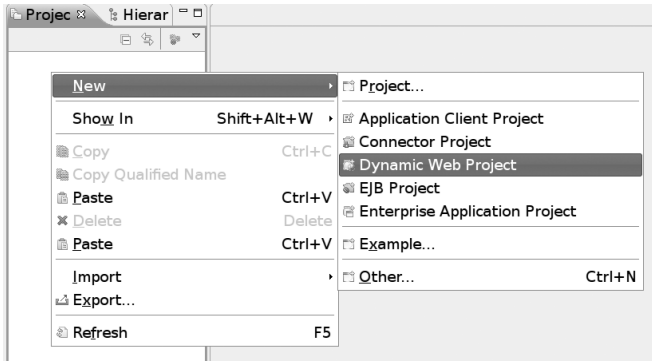 Projec Hierar
New
Show In Shift+Alt+W
Copy Ctrl+C
Copy Qualified Name
Paste Ctrl+V
Delete Delete
Paste Ctrl+V
Import
Export...
Refresh F5
Project...
Application Client Project
Connector Project
Dynamic Web Project
EJB Project
Enterprise Application Project
Example...
Other... Ctrl+N